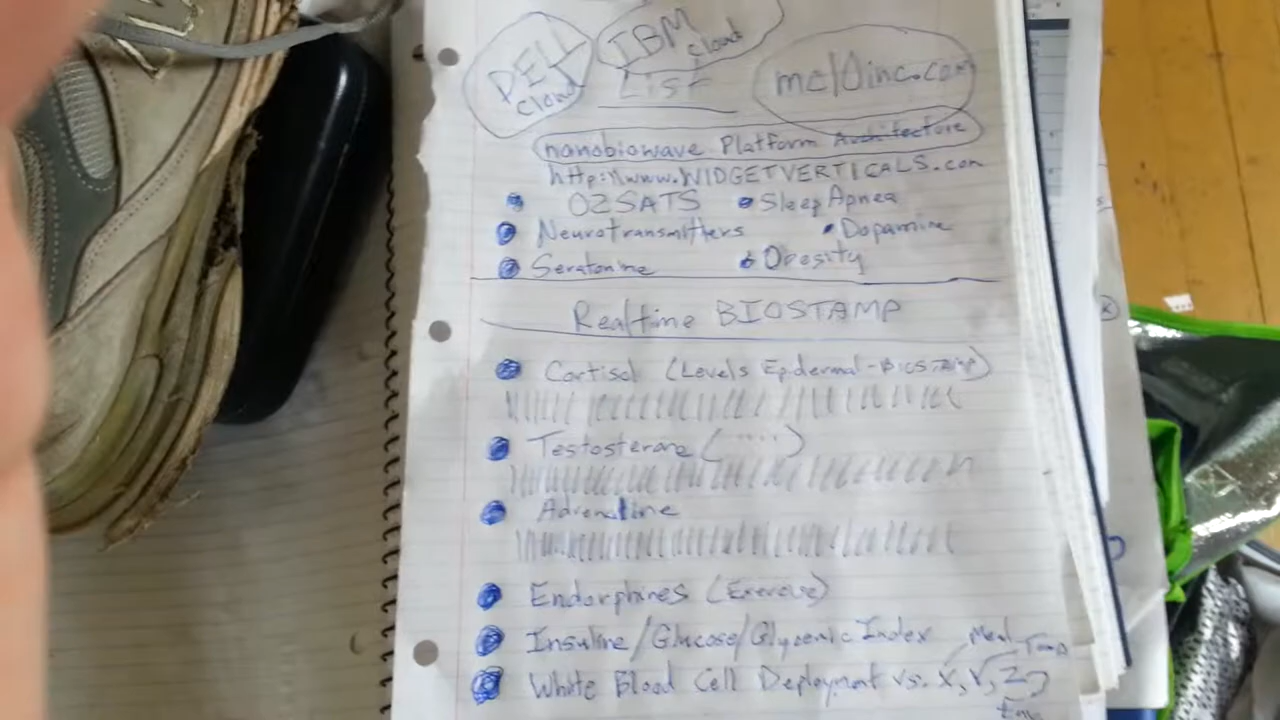 DELL cloud
IBM cloud
List
mc10inc.com
nanobiowave Platform Architecture
http://www.WIDGETVERTICALS.com
O2SATS • Sleep Apnea
• Neurotransmitters • Dopamine
• Seratonine • Obesity
Realtime BIOSTAMP
• Cortisol (Levels Epidermal-BIOSTAMP)
• Testosterone (....)
• Adrenaline
• Endorphines (Exercise)
• Insuline/Glucose/Glycemic Index
Meal
Food
• White Blood Cell Deployment vs. X, Y, Z